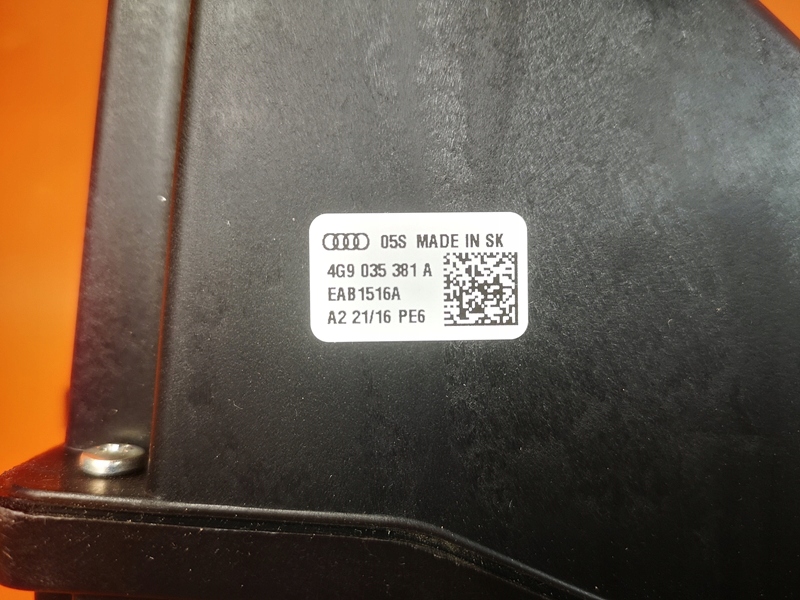 05S MADE IN SK
4G9 035 381 A
EAB1516A
A2 21/16 PE6